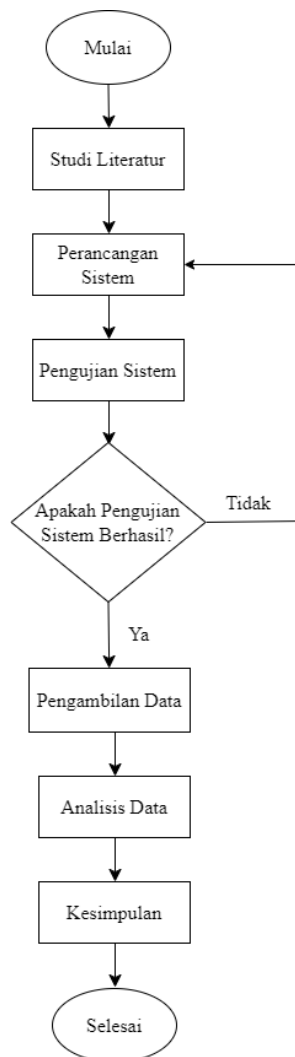 Mulai
Studi Literatur
Perancangan
Sistem
Pengujian Sistem
Apakah Pengujian
Sistem Berhasil?
Tidak
Ya
Pengambilan Data
Analisis Data
Kesimpulan
Selesai